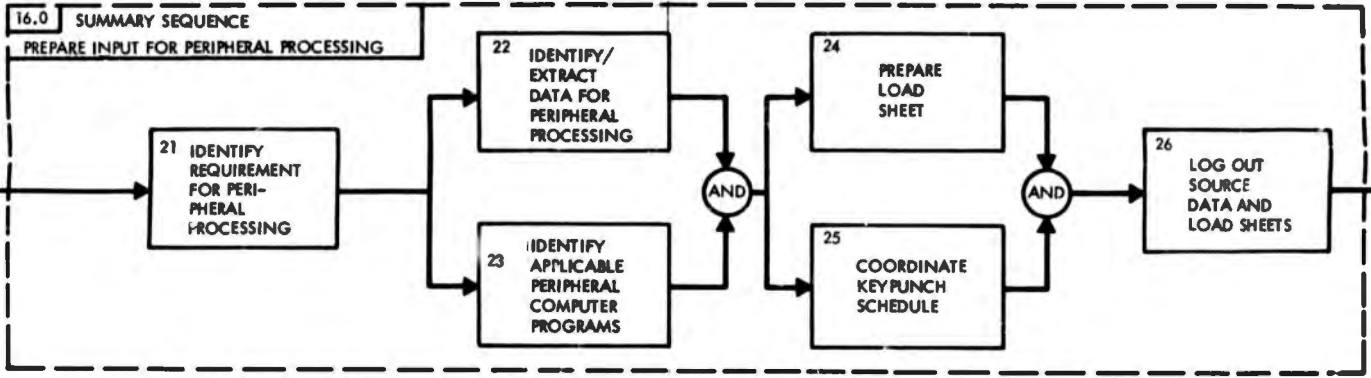 16.0 SUMMARY SEQUENCE
PREPARE INPUT FOR PERIPHERAL PROCESSING
21 IDENTIFY
REQUIREMENT
FOR PERI-
PHERAL
PROCESSING
22 IDENTIFY/
EXTRACT
DATA FOR
PERIPHERAL
PROCESSING
23 IDENTIFY
APPLICABLE
PERIPHERAL
COMPUTER
PROGRAMS
AND
24
PREPARE
LOAD
SHEET
25
COORDINATE
KEYPUNCH
SCHEDULE
AND
26
LOG OUT
SOURCE
DATA AND
LOAD SHEETS